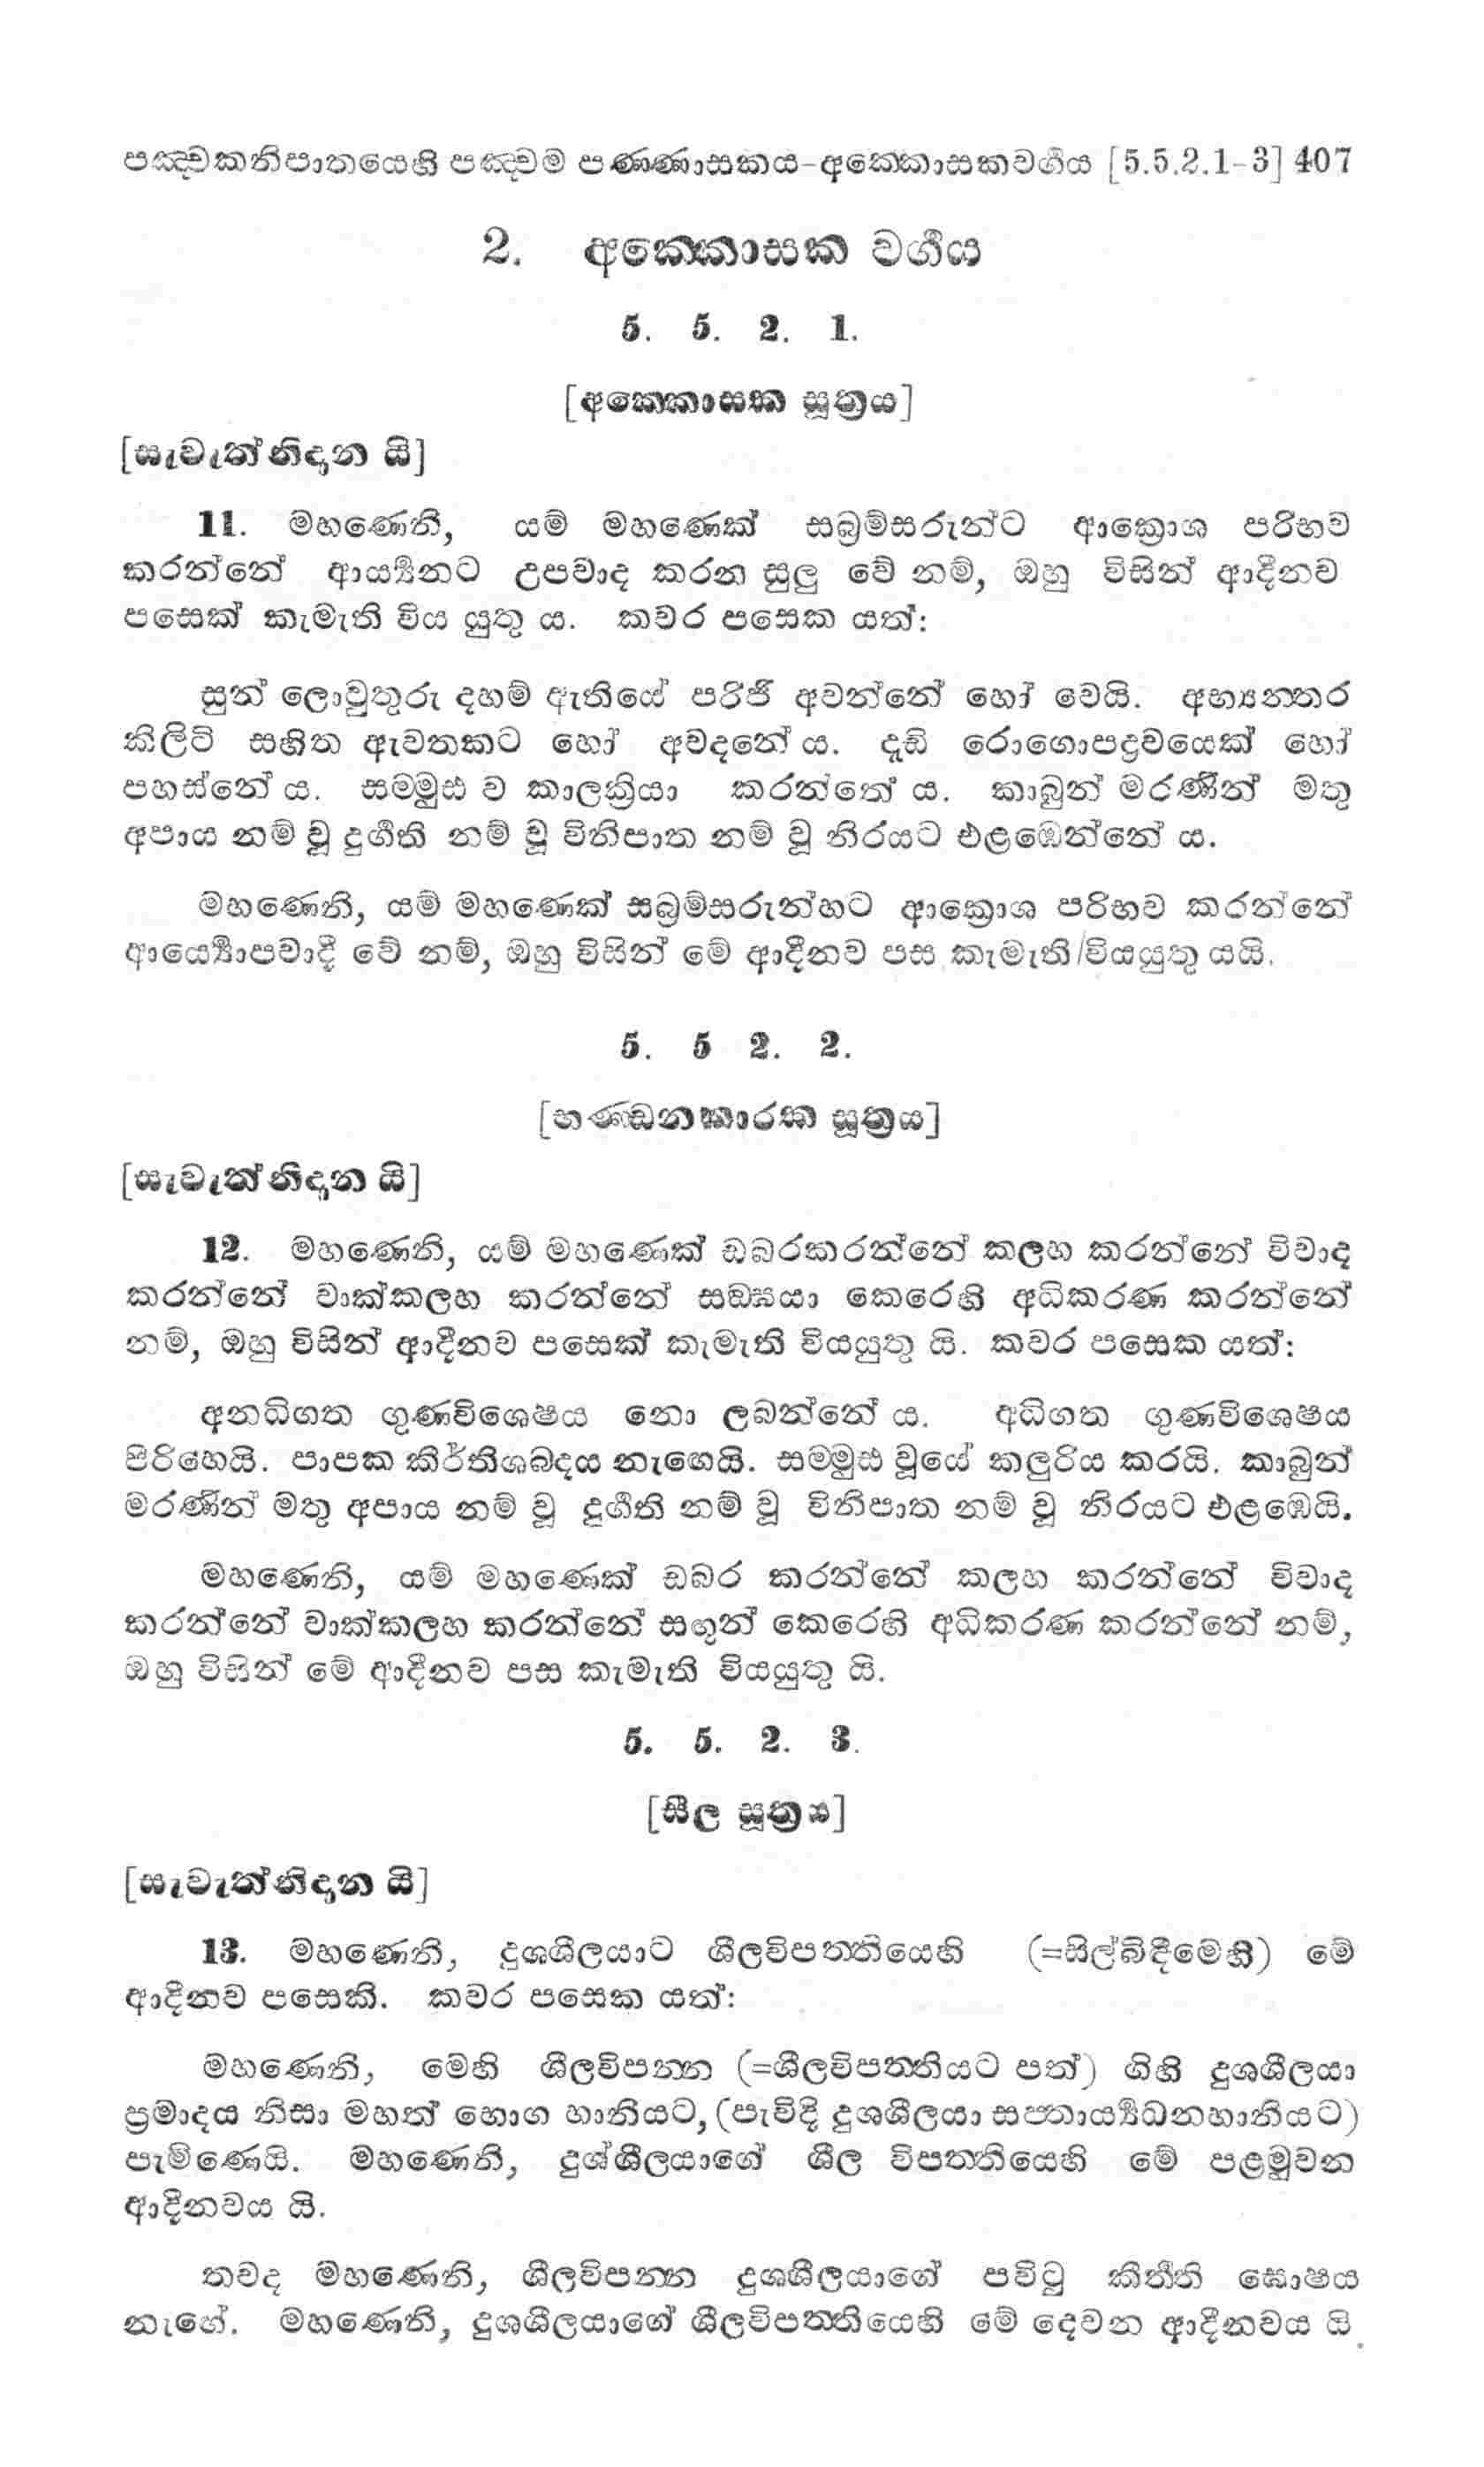 පඤ්චකනිපාතයෙහි පඤ්චම පණ්ණාසකය-අක්කොසකවර්ගය [5.5.2.1-3] 407
2. අක්කොසක වර්ගය
5. 5. 2. 1.
[අක්කොසක සූත්‍රය]
[සැවැත්නිදාන යි]
11. මහණෙනි, යම් මහණෙක් සබ්‍රම්සරුන්ට ආක්‍රොශ පරිභව
කරන්නේ ආර්‍ය්‍යනට උපවාද කරන සුලු වේ නම්, ඔහු විසින් ආදීනව
පසෙක් කැමැති විය යුතු ය. කවර පසෙක යත්:
සුන් ලොවුතුරු දහම් ඇතියේ පරිජි අවන්නේ හෝ වෙයි. අභ්‍යන්තර
කිලිටි සහිත ඇවතකට හෝ අවදනේ ය. දැඩි රොගොපද්‍රවයෙක් හෝ
පහස්නේ ය. සම්මුළ්හ ව කාලක්‍රියා කරන්නේ ය. කාබුන් මරණින් මතු
අපාය නම් වූ දුර්ගති නම් වූ විනිපාත නම් වූ නිරයට එළඹෙන්නේ ය.
මහණෙනි, යම් මහණෙක් සබ්‍රම්සරුන්හට ආක්‍රොශ පරිභව කරන්නේ
ආර්‍ය්‍යොපවාදී වේ නම්, ඔහු විසින් මේ ආදීනව පස කැමැති/වියයුතු යයි.
5. 5 2. 2.
[භණ්ඩනකාරක සූත්‍රය]
[සැවැත්නිදාන යි]
12. මහණෙනි, යම් මහණෙක් ඩබරකරන්නේ කලහ කරන්නේ විවාද
කරන්නේ වාක්කලහ කරන්නේ සඞ්ඝයා කෙරෙහි අධිකරණ කරන්නේ
නම්, ඔහු විසින් ආදීනව පසෙක් කැමැති වියයුතු යි. කවර පසෙක යත්:
අනධිගත ගුණවිශෙෂය නො ලබන්නේ ය. අධිගත ගුණවිශෙෂය
පිරිහෙයි. පාපක කීර්තිශබ්දය නැඟෙයි. සම්මුළ්හ වූයේ කලුරිය කරයි. කාබුන්
මරණින් මතු අපාය නම් වූ දුර්ගති නම් වූ විනිපාත නම් වූ නිරයට එළඹෙයි.
මහණෙනි, යම් මහණෙක් ඩබර කරන්නේ කලහ කරන්නේ විවාද
කරන්නේ වාක්කලහ කරන්නේ සඟුන් කෙරෙහි අධිකරණ කරන්නේ නම්,
ඔහු විසින් මේ ආදීනව පස කැමැති වියයුතු යි.
5. 5. 2. 3.
[සීල සූත්‍රය]
[සැවැත්නිදාන යි]
13. මහණෙනි, දුශ්ශීලයාට ශීලවිපත්තියෙහි (=සිල්බිඳීමෙහි) මේ
ආදීනව පසෙකි. කවර පසෙක යත්:
මහණෙනි, මෙහි ශීලවිපන්න (=ශීලවිපත්තියට පත්) ගිහි දුශ්ශීලයා
ප්‍රමාදය නිසා මහත් භොග හානියට, (පැවිදි දුශ්ශීලයා සප්තාර්‍ය්‍යධනහානියට)
පැමිණෙයි. මහණෙනි, දුශ්ශීලයාගේ ශීල විපත්තියෙහි මේ පළමුවන
ආදීනවය යි.
තවද මහණෙනි, ශීලවිපන්න දුශ්ශීලයාගේ පවිටු කීර්ති ඝොෂය
නැඟේ. මහණෙනි, දුශ්ශීලයාගේ ශීලවිපත්තියෙහි මේ දෙවන ආදීනවය යි.